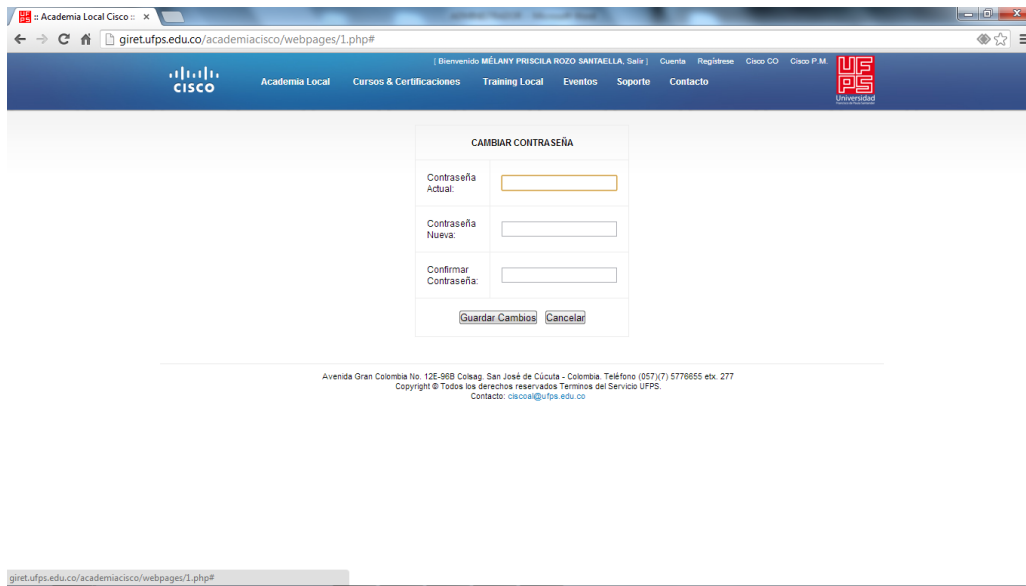 :: Academia Local Cisco ::
giret.ufps.edu.co/academiacisco/webpages/1.php#
[ Bienvenido MÉLANY PRISCILA ROZO SANTAELLA, Salir ] Cuenta Regístrese Cisco CO Cisco P.M.
CISCO
Academia Local Cursos & Certificaciones Training Local Eventos Soporte Contacto
UFPS
Universidad
CAMBIAR CONTRASEÑA
Contraseña
Actual:
Contraseña
Nueva:
Confirmar
Contraseña:
Guardar Cambios Cancelar
Avenida Gran Colombia No. 12E-96B Colsag. San José de Cúcuta - Colombia. Teléfono (057)(7) 5776655 etx. 277
Copyright © Todos los derechos reservados Terminos del Servicio UFPS.
Contacto: ciscoal@ufps.edu.co
giret.ufps.edu.co/academiacisco/webpages/1.php#